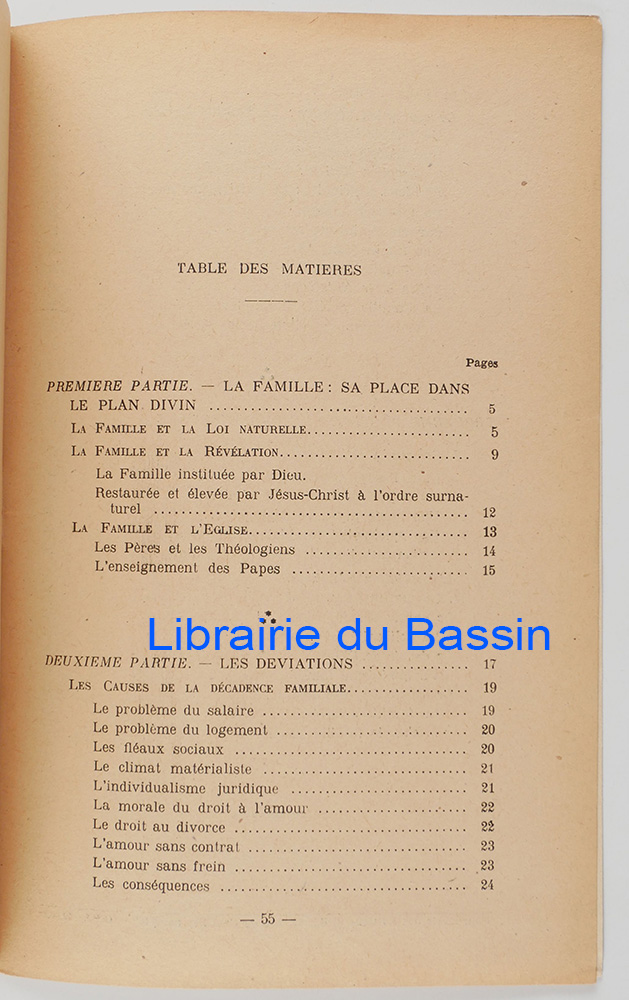 TABLE DES MATIERES
Pages
PREMIERE PARTIE. — LA FAMILLE : SA PLACE DANS
LE PLAN DIVIN ..................................... 5
LA FAMILLE ET LA LOI NATURELLE........................ 5
LA FAMILLE ET LA RÉVÉLATION............................ 9
La Famille instituée par Dieu.
Restaurée et élevée par Jésus-Christ à l'ordre surna-
turel ............................................. 12
LA FAMILLE ET L'EGLISE................................ 13
Les Pères et les Théologiens ........................ 14
L'enseignement des Papes .......................... 15
Librairie du Bassin
DEUXIEME PARTIE. — LES DEVIATIONS ................ 17
LES CAUSES DE LA DÉCADENCE FAMILIALE.................. 19
Le problème du salaire .............................. 19
Le problème du logement ............................ 20
Les fléaux sociaux .................................. 20
Le climat matérialiste .............................. 21
L'individualisme juridique ........................... 21
La morale du droit à l'amour ...................... 22
Le droit au divorce .................................. 22
L'amour sans contrat ................................ 23
L'amour sans frein .................................. 23
Les conséquences .................................... 24
— 55 —